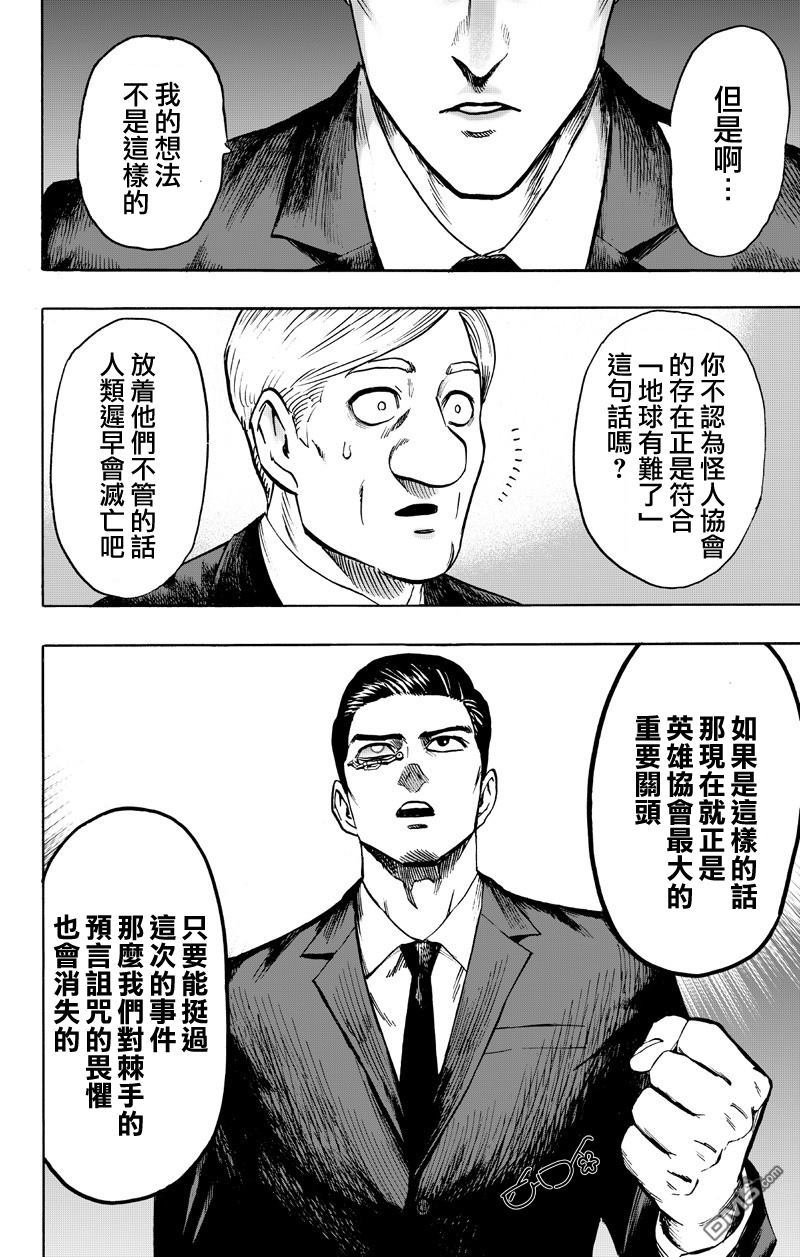 但是啊…
我的想法
不是這樣的
你不認為怪人協會
的存在正是符合
「地球有難了」
這句話嗎？
放着他們不管的話
人類遲早會滅亡吧
如果是這樣的話
那現在就正是
英雄協會最大的
重要關頭
只要能挺過
這次的事件
那麼我們對棘手的
預言詛咒的畏懼
也會消失的
DM5.COM